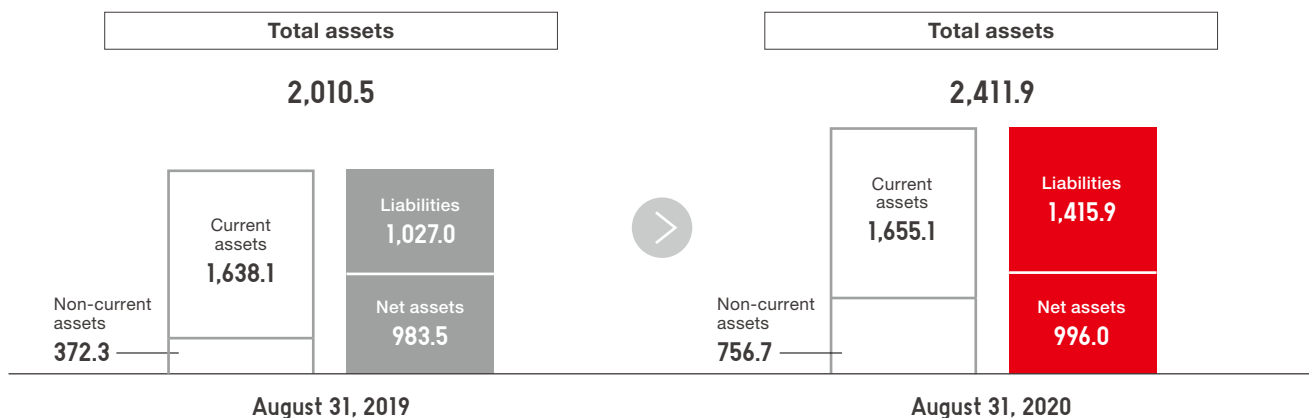 Total assets
2,010.5
Current
assets
1,638.1
Non-current
assets
372.3
Liabilities
1,027.0
Net assets
983.5
August 31, 2019
Total assets
2,411.9
Current
assets
1,655.1
Non-current
assets
756.7
Liabilities
1,415.9
Net assets
996.0
August 31, 2020